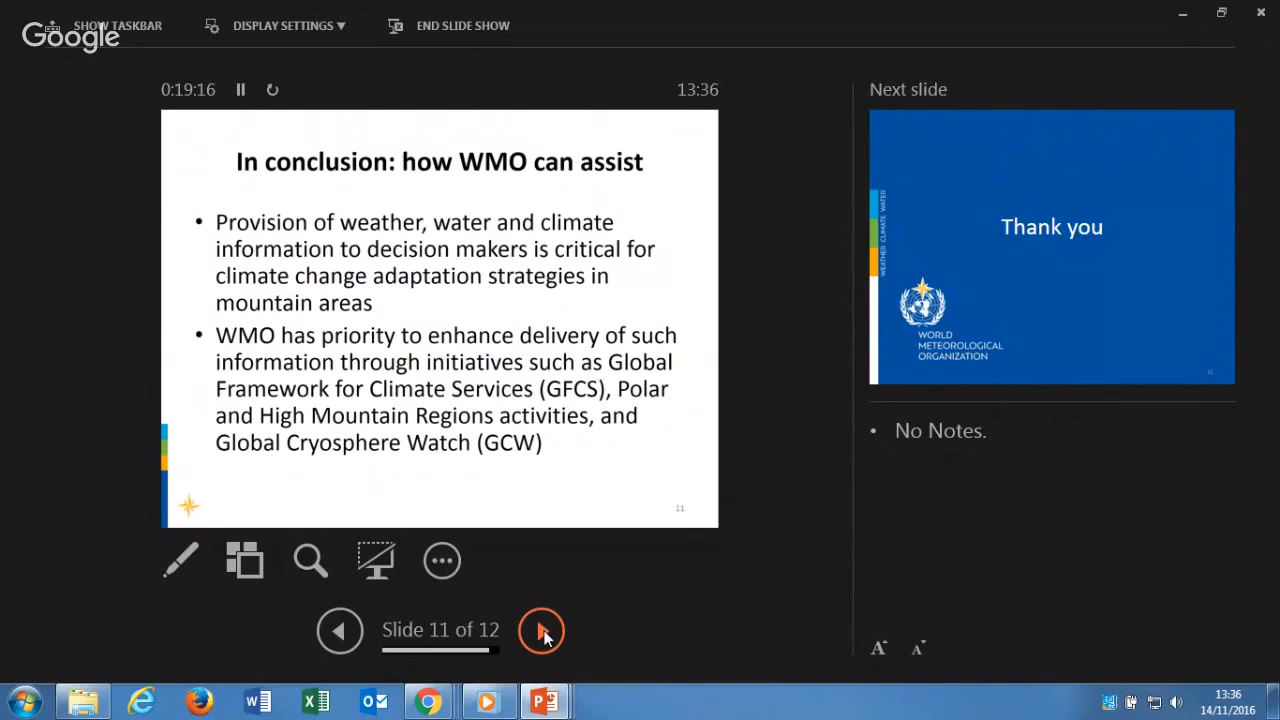 SHOW TASKBAR
DISPLAY SETTINGS
END SLIDE SHOW
Google
0:19:16
13:36
Next slide
In conclusion: how WMO can assist
• Provision of weather, water and climate
information to decision makers is critical for
climate change adaptation strategies in
mountain areas
• WMO has priority to enhance delivery of such
information through initiatives such as Global
Framework for Climate Services (GFCS), Polar
and High Mountain Regions activities, and
Global Cryosphere Watch (GCW)
11
WEATHER CLIMATE WATER
Thank you
WORLD
METEOROLOGICAL
ORGANIZATION
12
• No Notes.
Slide 11 of 12
A A
13:36
14/11/2016